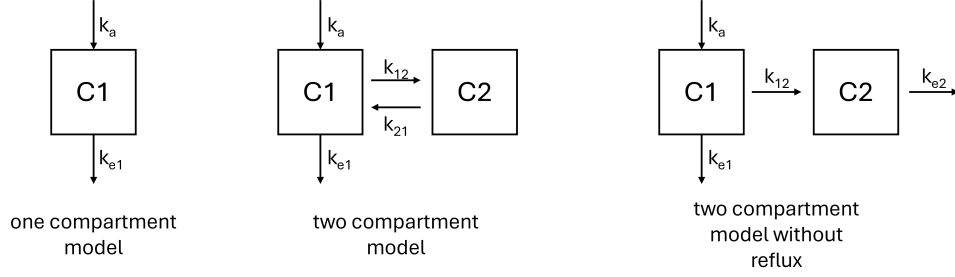 kₐ
C1
kₑ₁
one compartment
model
kₐ
C1
k₁₂
k₂₁
C2
kₑ₁
two compartment
model
kₐ
C1
k₁₂
C2
kₑ₂
kₑ₁
two compartment
model without
reflux